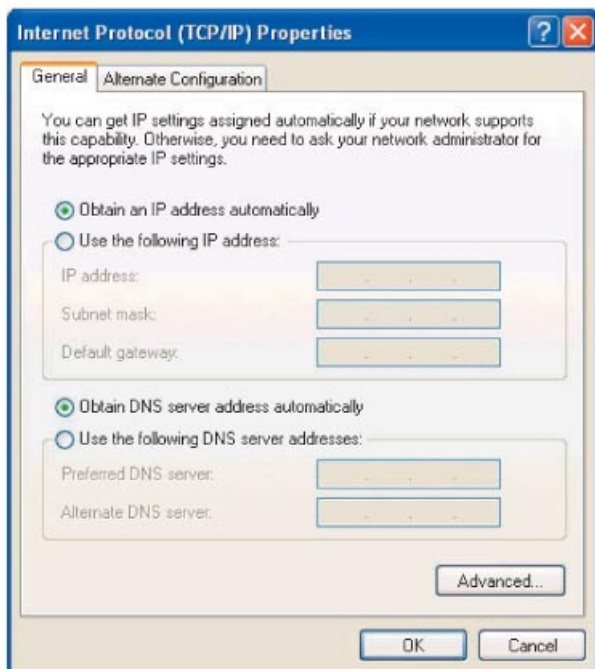 Internet Protocol (TCP/IP) Properties
General
Alternate Configuration
You can get IP settings assigned automatically if your network supports
this capability. Otherwise, you need to ask your network administrator for
the appropriate IP settings.
Obtain an IP address automatically
Use the following IP address:
IP address:
Subnet mask:
Default gateway:
Obtain DNS server address automatically
Use the following DNS server addresses:
Preferred DNS server:
Alternate DNS server:
Advanced...
OK
Cancel